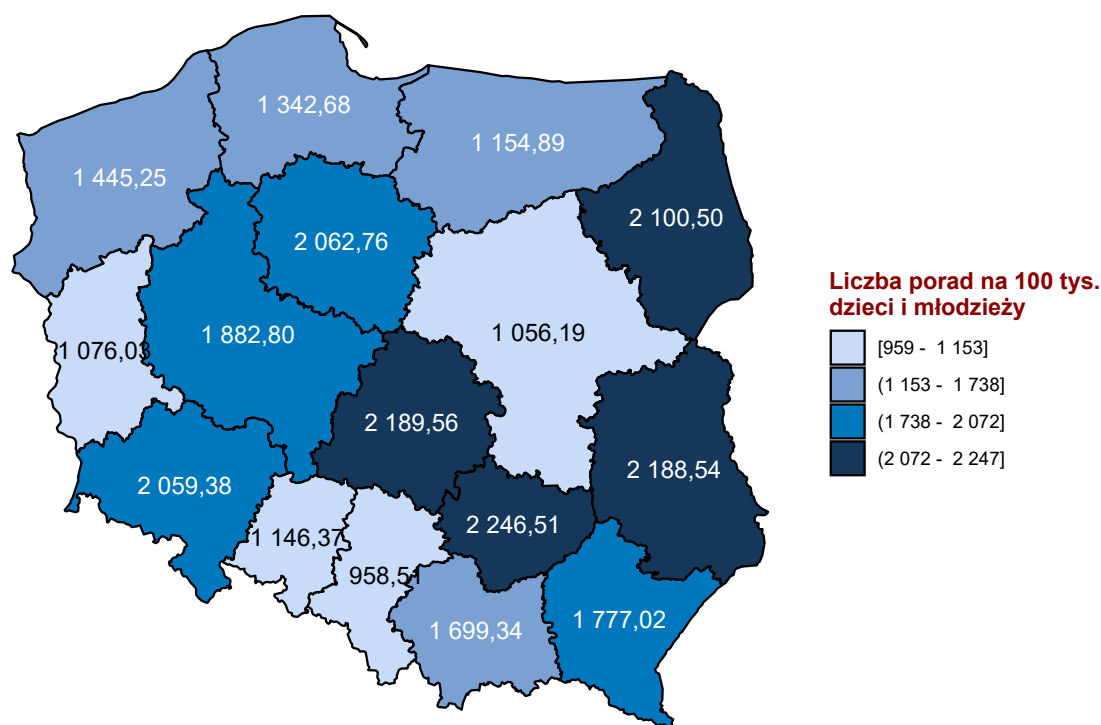 1 342,68
1 154,89
1 445,25
2 100,50
2 062,76
1 882,80
1 056,19
1 076,03
2 189,56
2 188,54
2 059,38
2 246,51
1 146,37
958,51
1 777,02
1 699,34
Liczba porad na 100 tys.
dzieci i młodzieży
[959 - 1 153]
(1 153 - 1 738]
(1 738 - 2 072]
(2 072 - 2 247]